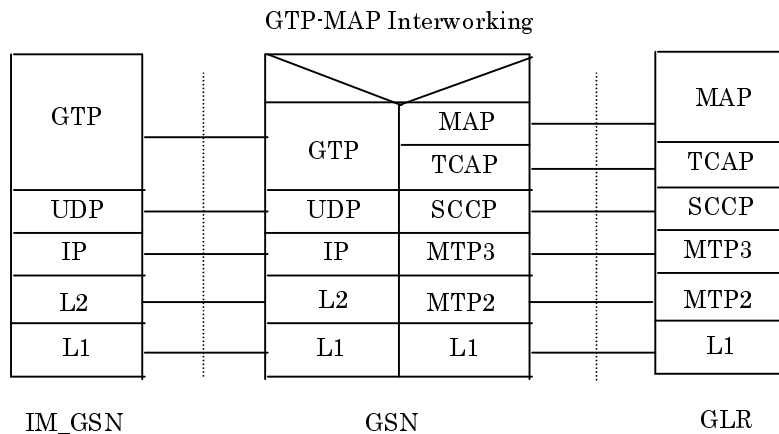 GTP-MAP Interworking
GTP
UDP
IP
L2
L1
IM_GSN
GTP
UDP
IP
L2
L1
MAP
TCAP
SCCP
MTP3
MTP2
L1
GSN
MAP
TCAP
SCCP
MTP3
MTP2
L1
GLR